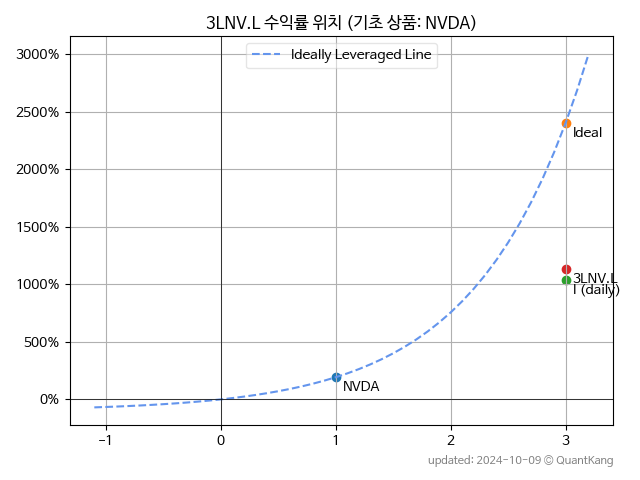 3LNV.L 수익률 위치 (기초 상품: NVDA)
Ideally Leveraged Line
3000%
2500%
2000%
1500%
1000%
500%
0%
Ideal
3LNV.L
I (daily)
NVDA
-1
0
1
2
3
updated: 2024-10-09 © QuantKang